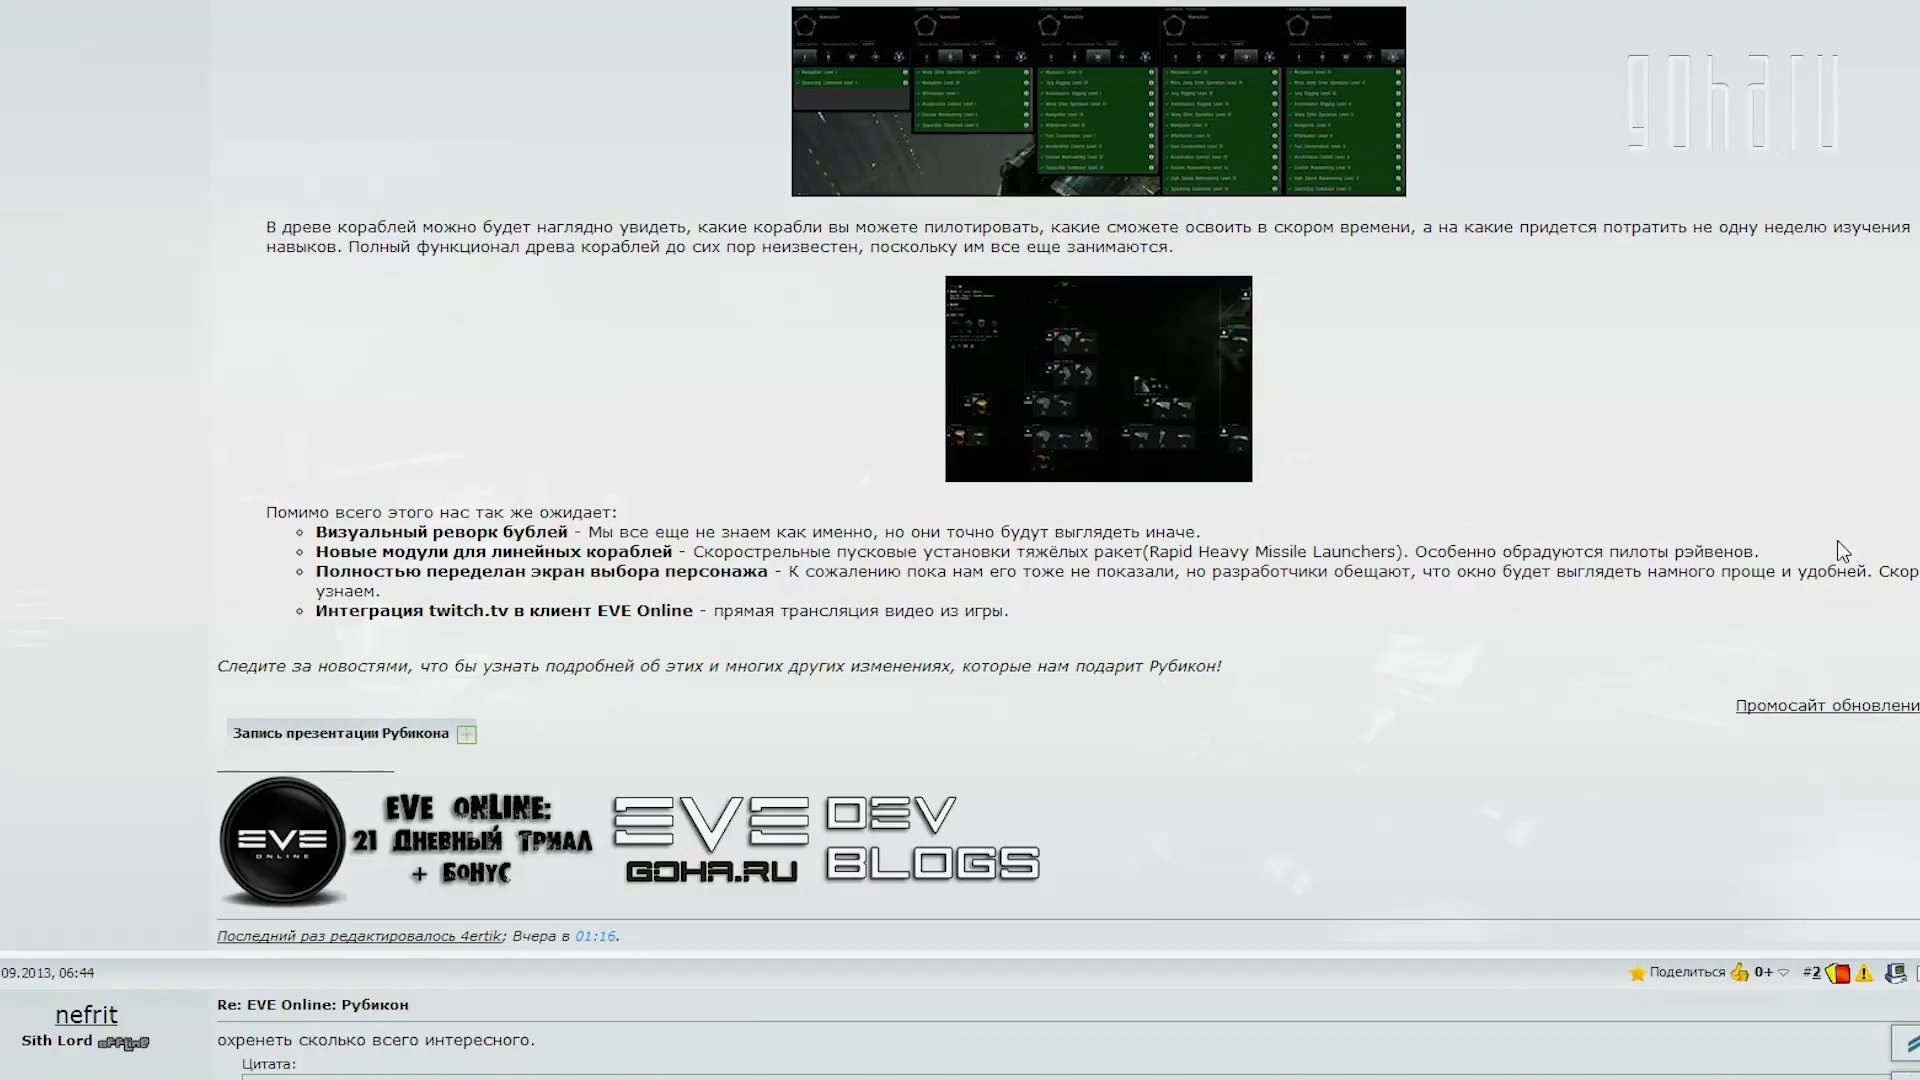 goharu
В древе кораблей можно будет наглядно увидеть, какие корабли вы можете пилотировать, какие сможете освоить в скором времени, а на какие придется потратить не одну неделю изучения
навыков. Полный функционал древа кораблей до сих пор неизвестен, поскольку им все еще занимаются.
Помимо всего этого нас так же ожидает:
Визуальный реворк бублей - Мы все еще не знаем как именно, но они точно будут выглядеть иначе.
Новые модули для линейных кораблей - Скорострельные пусковые установки тяжёлых ракет(Rapid Heavy Missile Launchers). Особенно обрадуются пилоты рэйвенов.
Полностью переделан экран выбора персонажа - К сожалению пока нам его тоже не показали, но разработчики обещают, что окно будет выглядеть намного проще и удобней. Скор
узнаем.
Интеграция twitch.tv в клиент EVE Online - прямая трансляция видео из игры.
Следите за новостями, что бы узнать подробней об этих и многих других изменениях, которые нам подарит Рубикон!
Промосайт обновлени
Запись презентации Рубикона
EVE ONLINE
EVE ONLINE:
21 ДНЕВНЫЙ ТРИАЛ
+ БОНУС
EVE
GOHA.RU
DEV
BLOGS
Последний раз редактировалось 4ertik; Вчера в 01:16.
09.2013, 06:44
Поделиться 0+ #2
nefrit
Sith Lord offline
Re: EVE Online: Рубикон
охренеть сколько всего интересного.
Цитата: